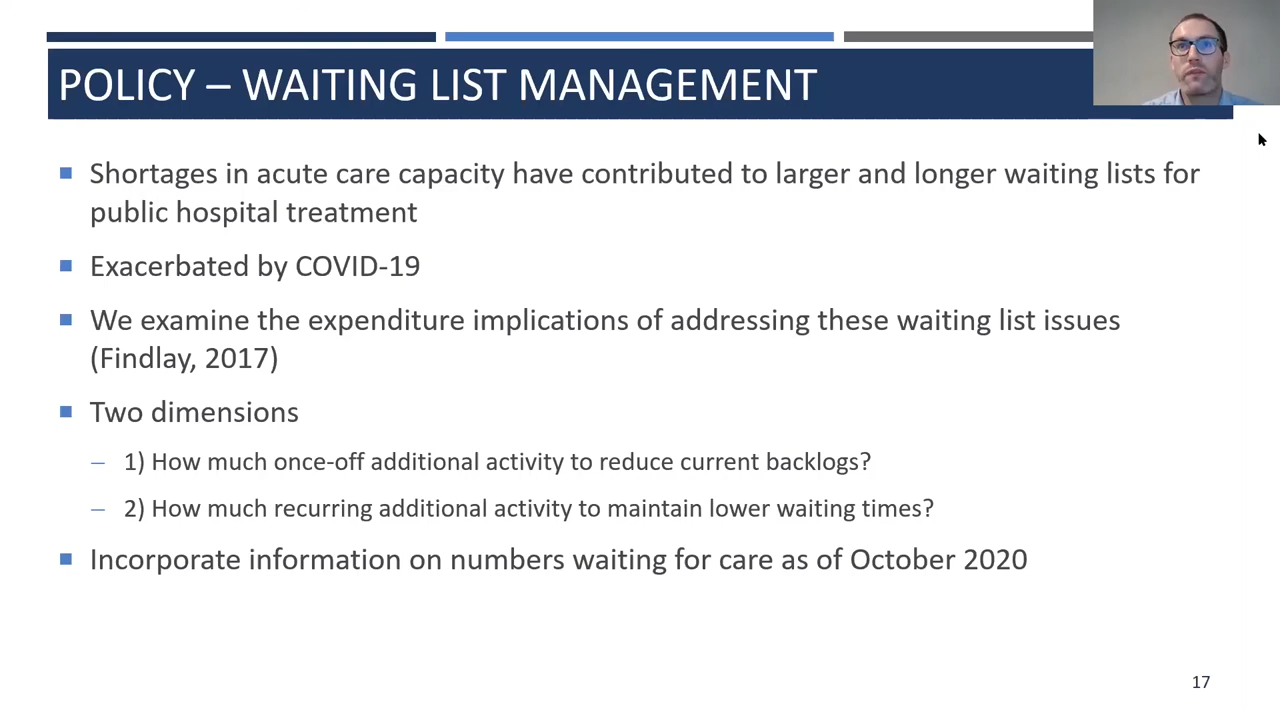 POLICY – WAITING LIST MANAGEMENT
Shortages in acute care capacity have contributed to larger and longer waiting lists for
public hospital treatment
Exacerbated by COVID-19
We examine the expenditure implications of addressing these waiting list issues
(Findlay, 2017)
Two dimensions
– 1) How much once-off additional activity to reduce current backlogs?
– 2) How much recurring additional activity to maintain lower waiting times?
Incorporate information on numbers waiting for care as of October 2020
17